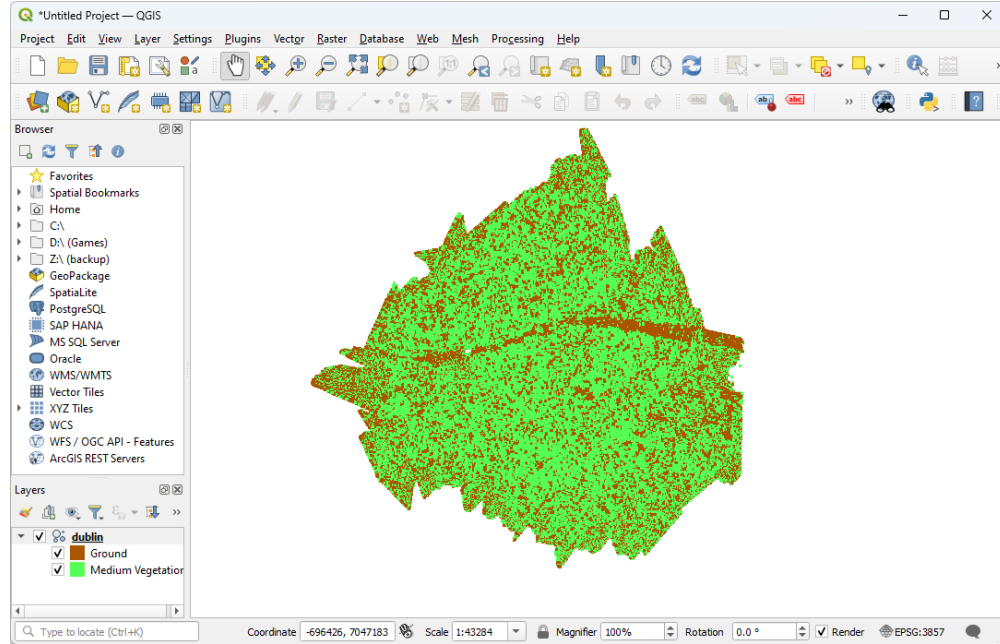 *Untitled Project — QGIS
Project Edit View Layer Settings Plugins Vector Raster Database Web Mesh Processing Help
abc abc abc
Browser
Favorites
Spatial Bookmarks
Home
C:\
D:\ (Games)
Z:\ (backup)
GeoPackage
SpatiaLite
PostgreSQL
SAP HANA
MS SQL Server
Oracle
WMS/WMTS
Vector Tiles
XYZ Tiles
WCS
WFS / OGC API - Features
ArcGIS REST Servers
Layers
dublin
Ground
Medium Vegetation
Type to locate (Ctrl+K) Coordinate -696426, 7047183 Scale 1:43284 Magnifier 100% Rotation 0.0 ° Render EPSG:3857